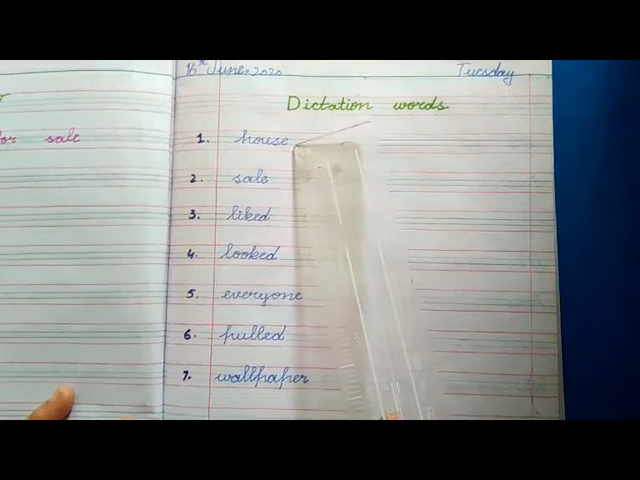 for sale
16th June, 2020 Tuesday
Dictation words
1. house
2. sale
3. liked
4. looked
5. everyone
6. pulled
7. wallpaper